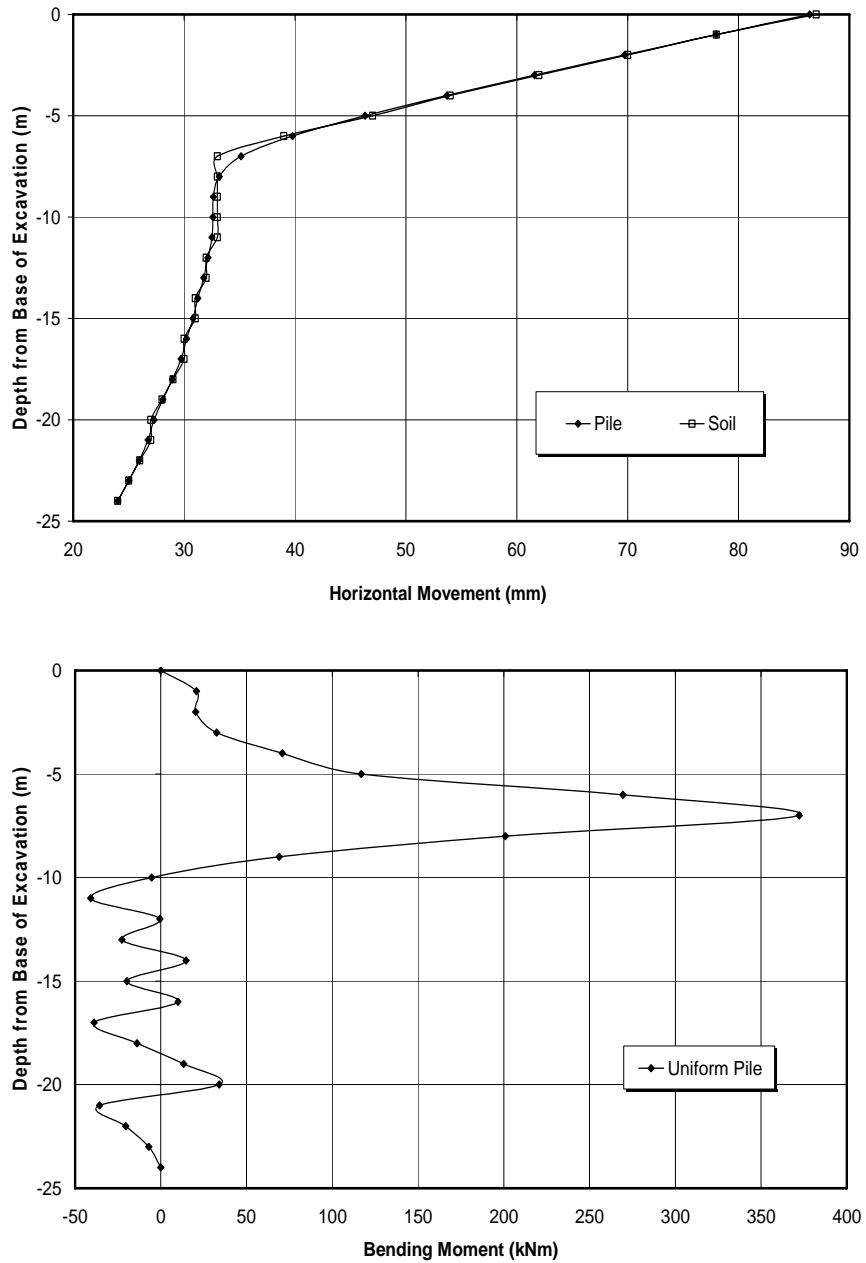 0
-5
-10
-15
-20
-25
Depth from Base of Excavation (m)
Pile
Soil
20 30 40 50 60 70 80 90
Horizontal Movement (mm)
0
-5
-10
-15
-20
-25
Depth from Base of Excavation (m)
Uniform Pile
-50 0 50 100 150 200 250 300 350 400
Bending Moment (kNm)